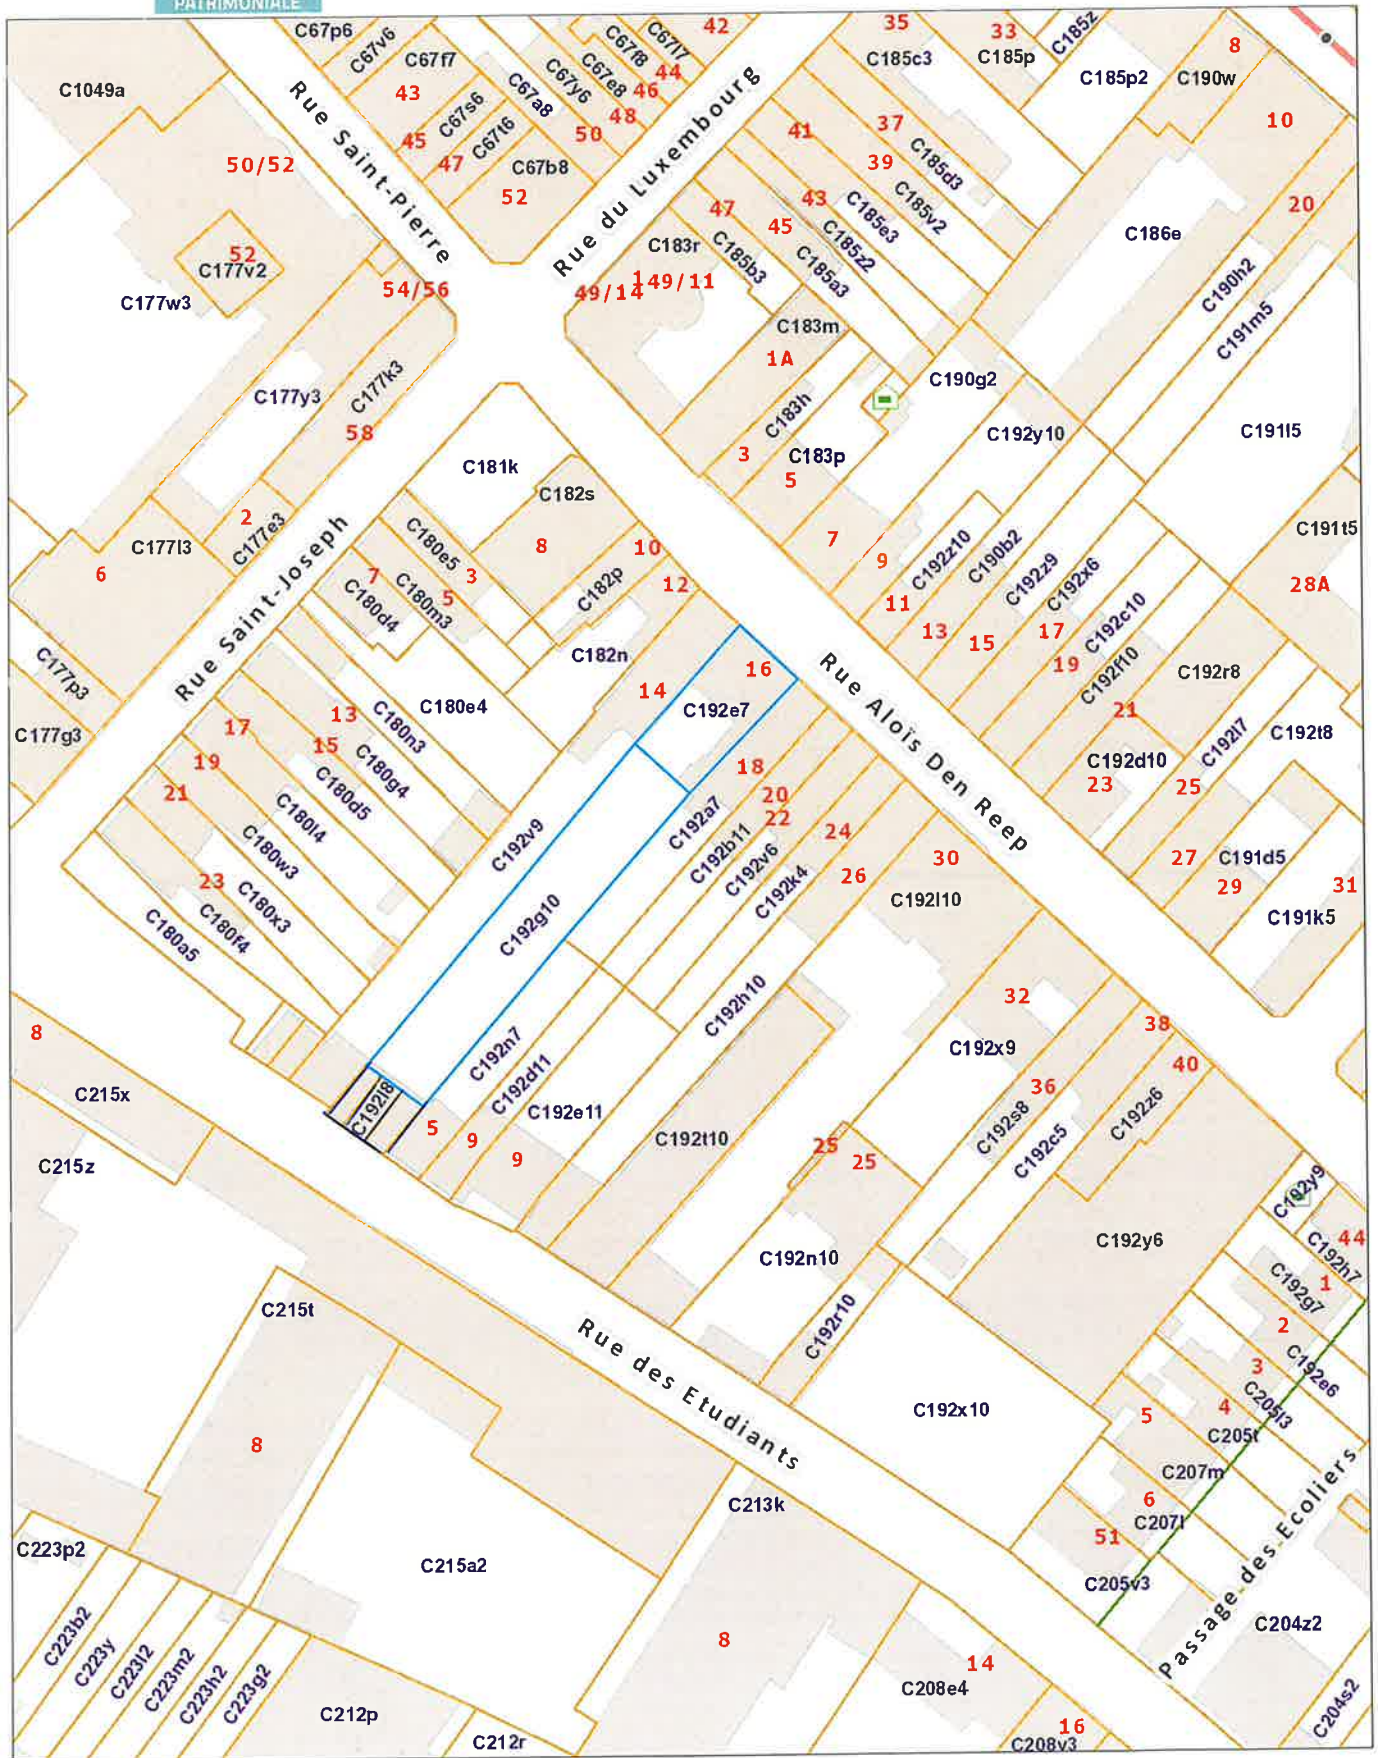 PATRIMONIALE
C67p6
C67v6
C67f7
43
C67s6
45
C67t6
47
C67a8
C67y6
C67e8
C67f8
C67l7
42
44
46
48
50
C67b8
52
35
C185c3
33
C185p
C185z
C185p2
8
C190w
10
C1049a
50/52
Rue Saint-Pierre
Rue du Luxembourg
41
37
39
C185d3
C185v2
43
C185e3
45
C185z2
47
C185a3
C185b3
C183r
1
49/14
49/11
20
C186e
C190h2
C191m5
52
C177v2
C177w3
54/56
C177y3
C177k3
58
C183m
1A
C183h
3
C183p
5
C190g2
C192y10
C191l5
C181k
C182s
8
C180e5
3
10
C182p
12
2
C177e3
C177l3
6
Rue Saint-Joseph
7
C180m3
5
C180d4
7
9
C192z10
11
C190b2
13
C192z9
15
C192x6
17
C192c10
19
C192f10
21
C191t5
28A
C192r8
C182n
14
16
C192e7
C177p3
C177g3
C180e4
C180n3
13
C180g4
15
C180d5
17
C180l4
19
C180w3
21
C180x3
23
C180f4
C180a5
Rue Aloïs Den Reep
C192d10
23
C192l7
25
C192t8
27
C191d5
29
31
C191k5
18
C192a7
20
C192b11
22
C192v6
24
C192k4
26
30
C192l10
C192v9
C192g10
C192n7
C192d11
C192e11
C192h10
C192l8
5
9
9
C192t10
32
C192x9
38
36
40
C192s8
C192c5
C192z6
25
25
C192n10
C192r10
C192y6
C192y9
44
C192h7
1
C192g7
2
C192e6
3
C205l3
4
C205t
5
C207m
6
C207l
51
C205v3
8
C215x
C215z
C215t
8
Rue des Etudiants
C192x10
C213k
C215a2
Passage des Ecoliers
C204z2
C204s2
C223p2
C223b2
C223y
C223l2
C223m2
C223h2
C223g2
C212p
C212r
8
14
C208e4
16
C208v3